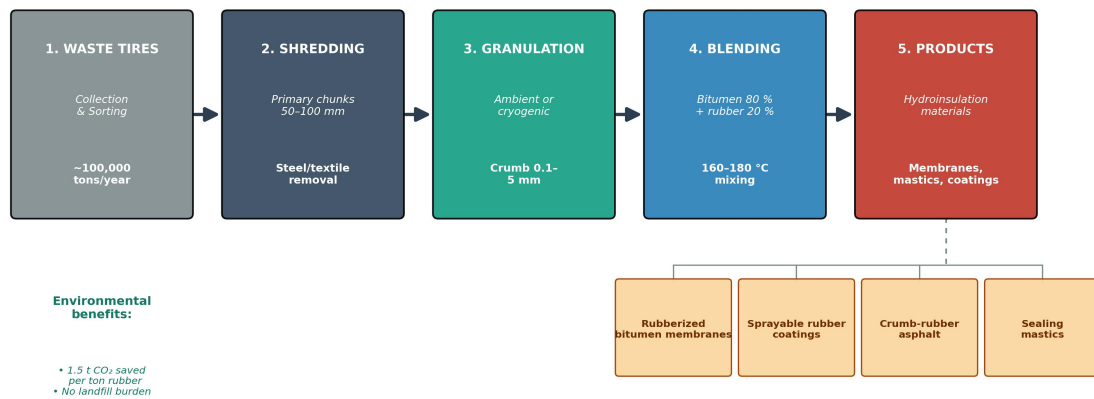 1. WASTE TIRES
Collection
& Sorting
~100,000
tons/year
2. SHREDDING
Primary chunks
50–100 mm
Steel/textile
removal
3. GRANULATION
Ambient or
cryogenic
Crumb 0.1–
5 mm
4. BLENDING
Bitumen 80 %
+ rubber 20 %
160–180 °C
mixing
5. PRODUCTS
Hydroinsulation
materials
Membranes,
mastics, coatings
Rubberized
bitumen membranes
Sprayable rubber
coatings
Crumb-rubber
asphalt
Sealing
mastics
Environmental
benefits:
• 1.5 t CO₂ saved
per ton rubber
• No landfill burden